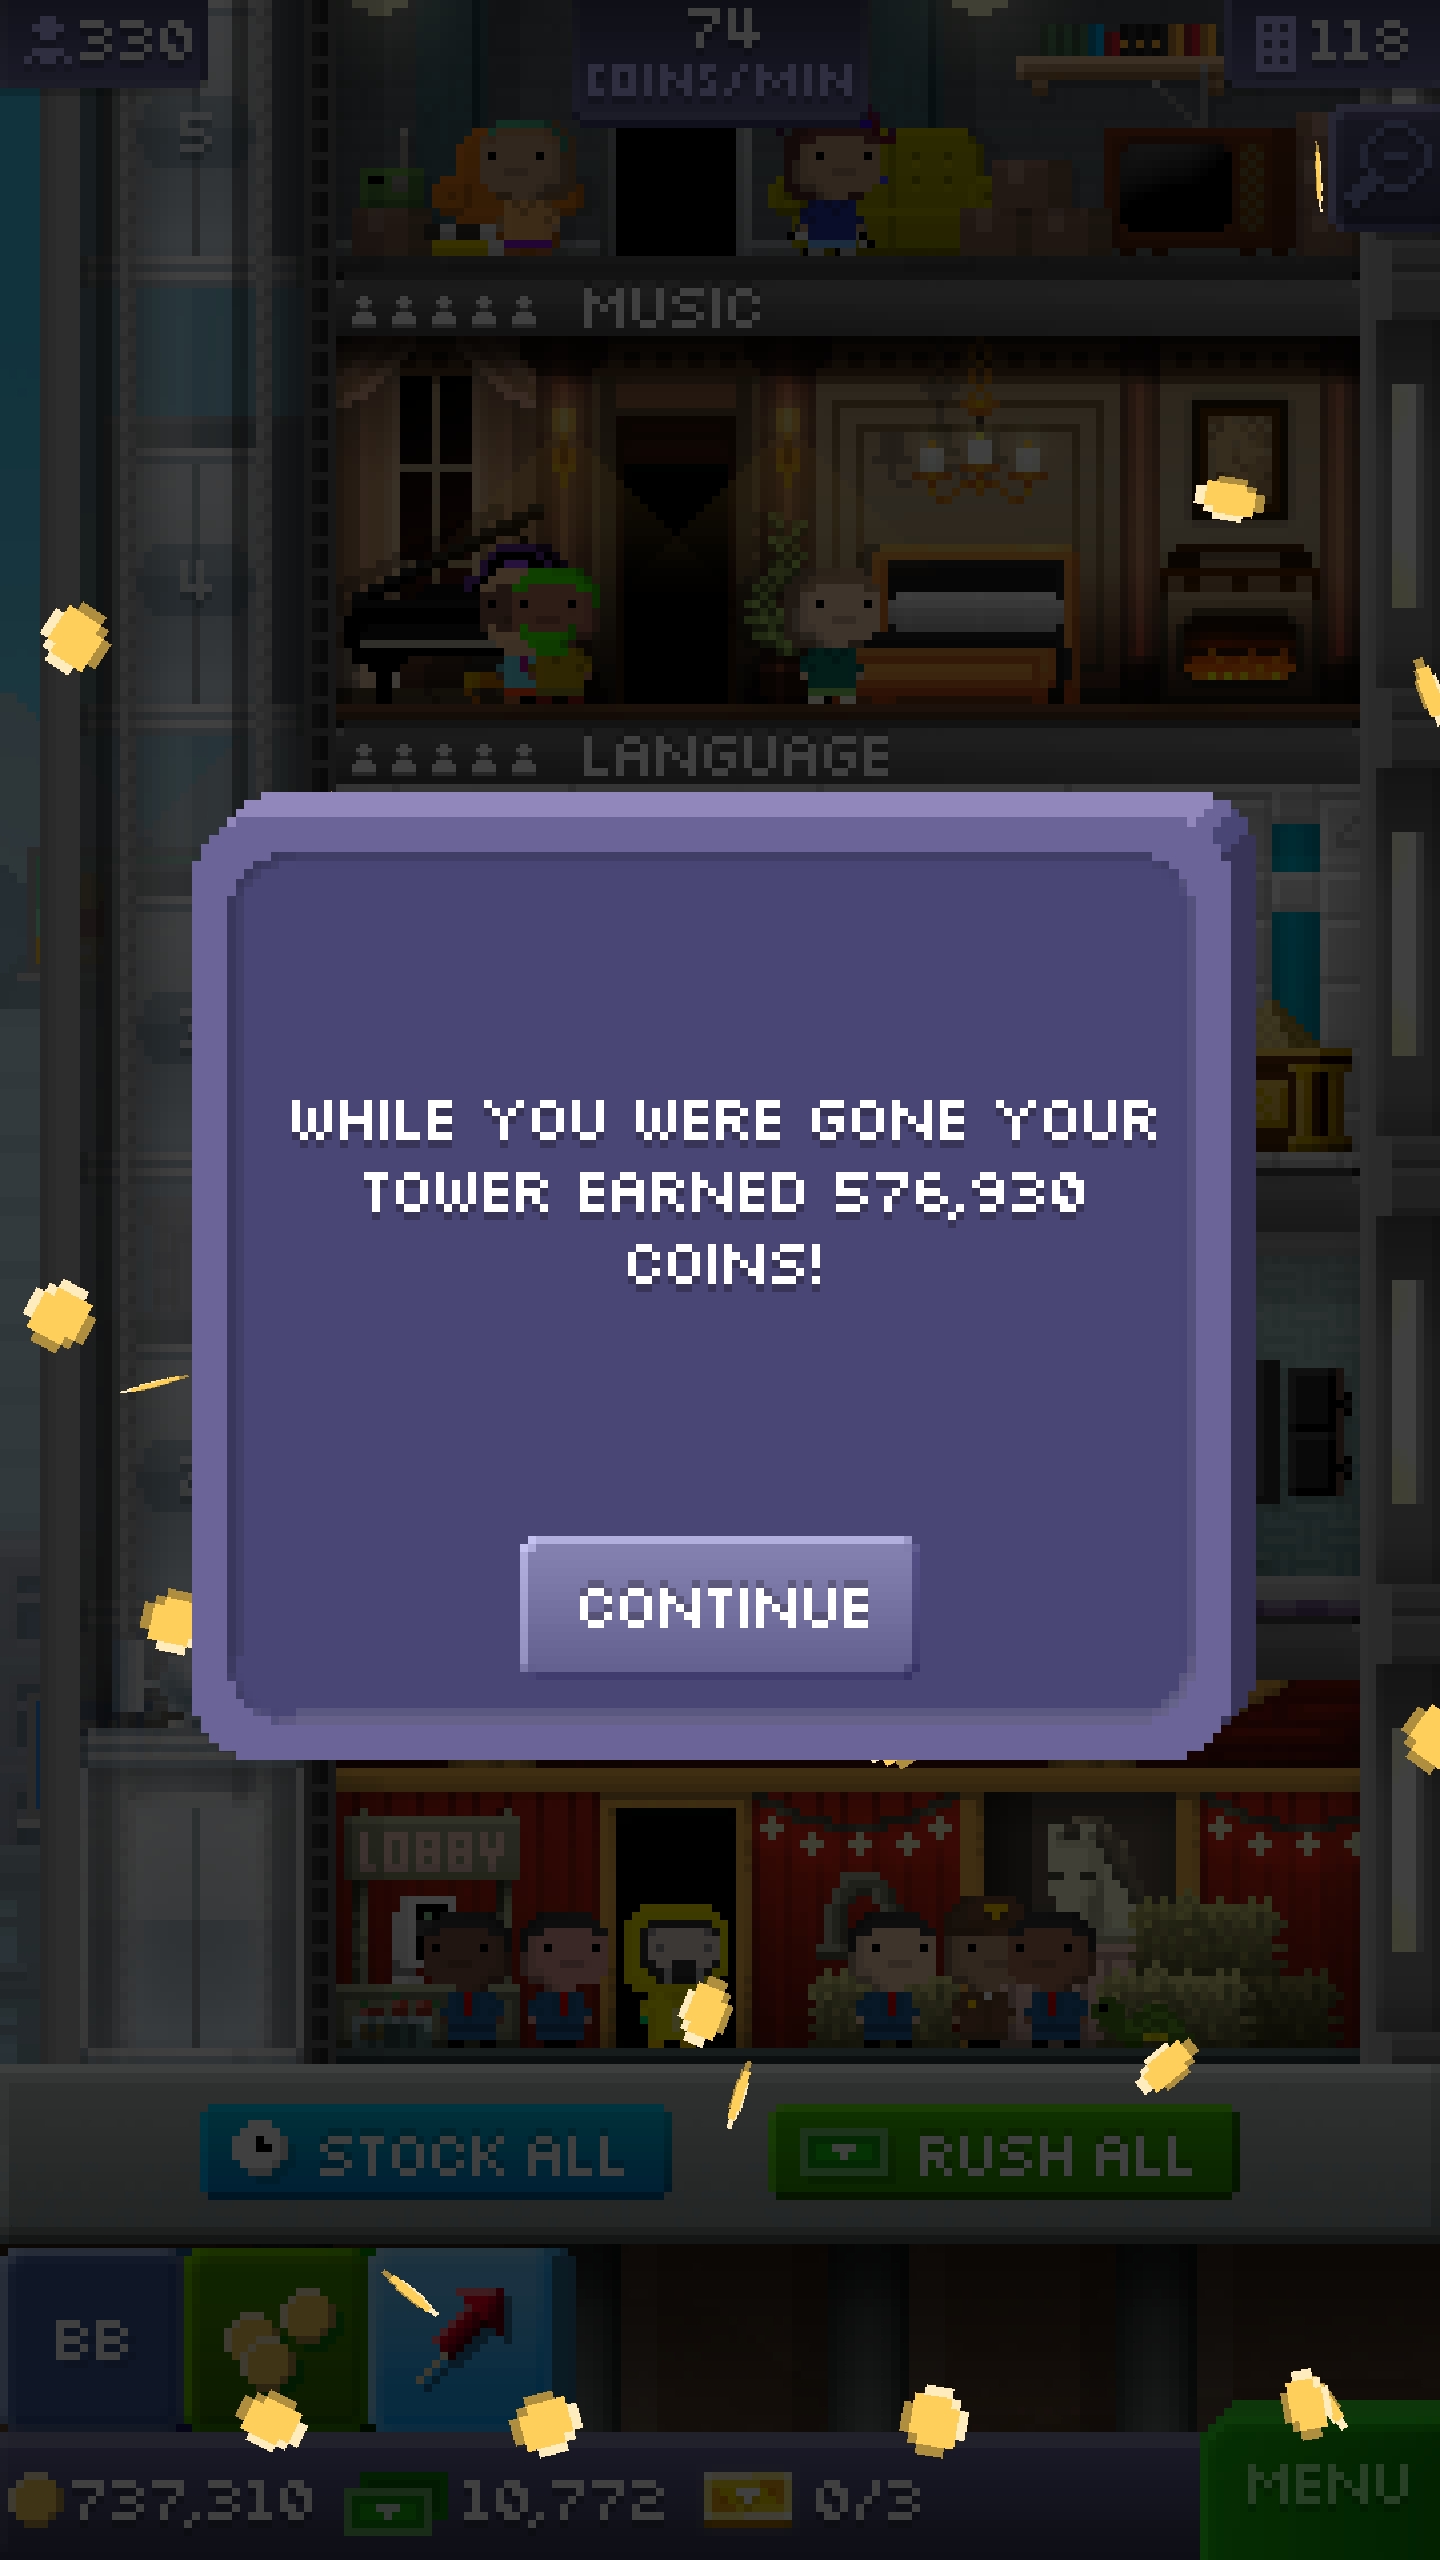 330
74
COINS/MIN
118
5
MUSIC
4
LANGUAGE
WHILE YOU WERE GONE YOUR
TOWER EARNED 576,930
COINS!
CONTINUE
LOBBY
STOCK ALL
RUSH ALL
BB
737,310
10,772
0/3
MENU